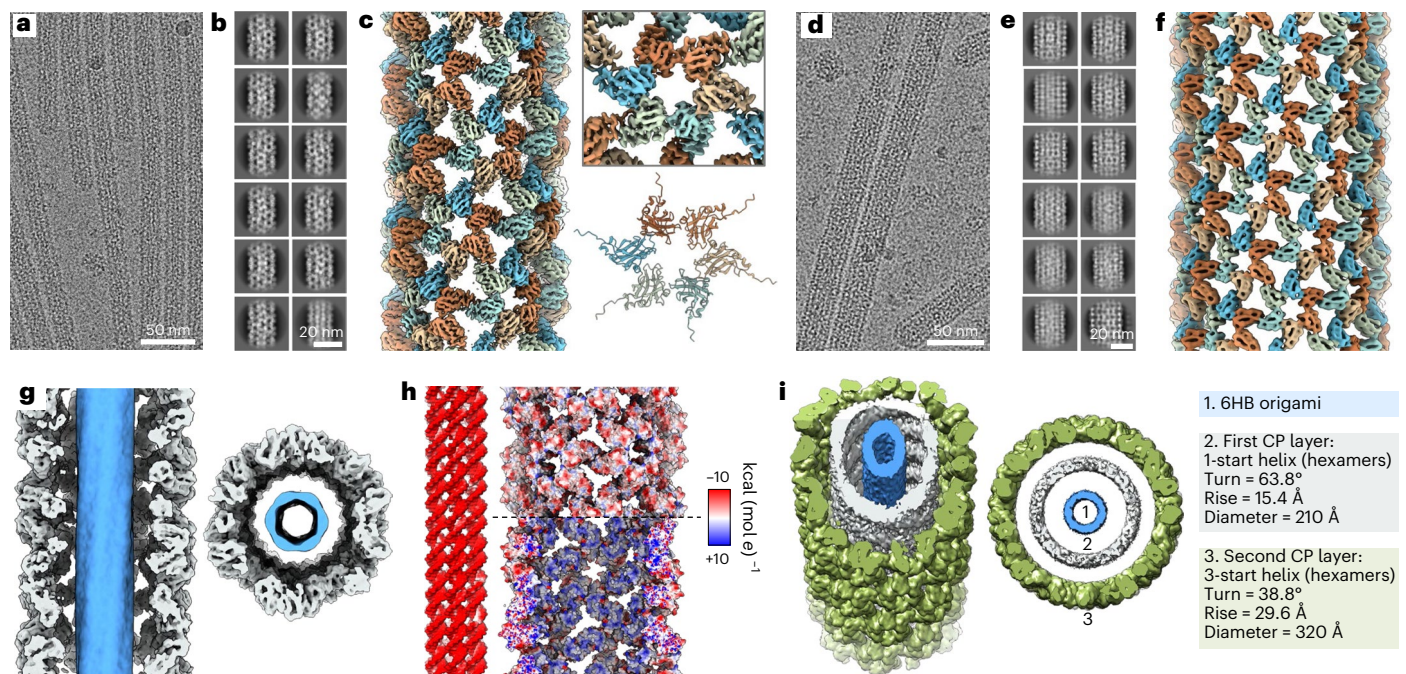 a
b
c
d
e
f
50 nm
20 nm
50 nm
20 nm
g
h
i
−10
+10
kcal (mole)⁻¹
1
2
3
1. 6HB origami
2. First CP layer:
1-start helix (hexamers)
Turn = 63.8°
Rise = 15.4 Å
Diameter = 210 Å
3. Second CP layer:
3-start helix (hexamers)
Turn = 38.8°
Rise = 29.6 Å
Diameter = 320 Å